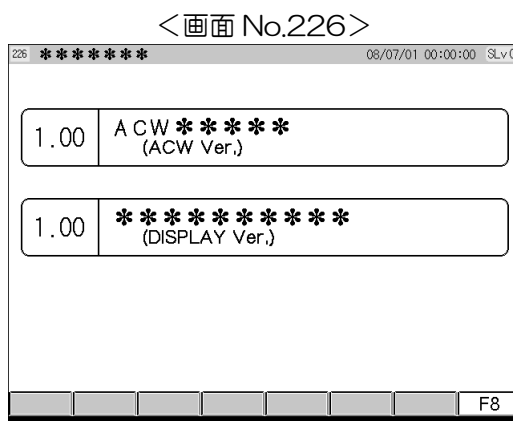 ＜画面 No.226＞
226 ＊＊＊＊＊＊＊ 08/07/01 00:00:00 SLv0
1.00 ACW＊＊＊＊＊
(ACW Ver.)
1.00 ＊＊＊＊＊＊＊＊＊＊
(DISPLAY Ver.)
F8